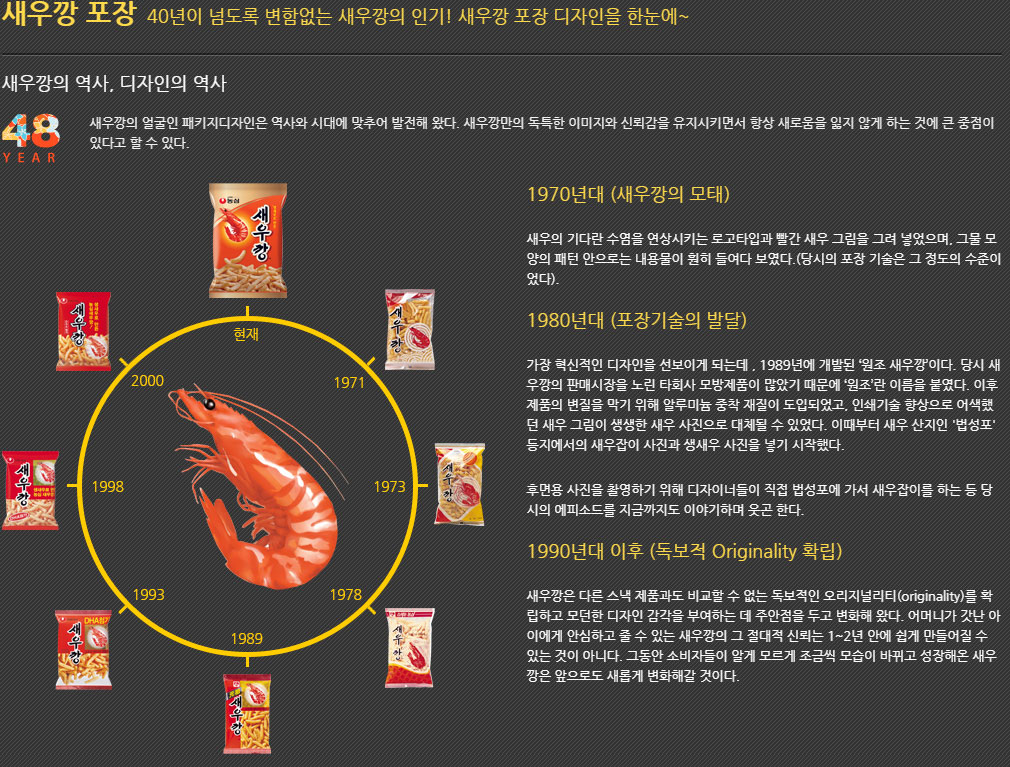 새우깡 포장 40년이 넘도록 변함없는 새우깡의 인기! 새우깡 포장 디자인을 한눈에~
새우깡의 역사, 디자인의 역사
48
YEAR
새우깡의 얼굴인 패키지디자인은 역사와 시대에 맞추어 발전해 왔다. 새우깡만의 독특한 이미지와 신뢰감을 유지시키면서 항상 새로움을 잃지 않게 하는 것에 큰 중점이
있다고 할 수 있다.
농심
새우깡
현재
새우깡
2000
새우깡
1971
새우깡
1998
새우깡
1973
DHA첨가
새우깡
1993
새우깡
1989
새우깡
1978
1970년대 (새우깡의 모태)
새우의 기다란 수염을 연상시키는 로고타입과 빨간 새우 그림을 그려 넣었으며, 그물 모
양의 패턴 안으로는 내용물이 훤히 들여다 보였다.(당시의 포장 기술은 그 정도의 수준이
었다).
1980년대 (포장기술의 발달)
가장 혁신적인 디자인을 선보이게 되는데 , 1989년에 개발된 '원조 새우깡'이다. 당시 새
우깡의 판매시장을 노린 타회사 모방제품이 많았기 때문에 '원조'란 이름을 붙였다. 이후
제품의 변질을 막기 위해 알루미늄 증착 재질이 도입되었고, 인쇄기술 향상으로 어색했
던 새우 그림이 생생한 새우 사진으로 대체될 수 있었다. 이때부터 새우 산지인 '법성포'
등지에서의 새우잡이 사진과 생새우 사진을 넣기 시작했다.
후면용 사진을 촬영하기 위해 디자이너들이 직접 법성포에 가서 새우잡이를 하는 등 당
시의 에피소드를 지금까지도 이야기하며 웃곤 한다.
1990년대 이후 (독보적 Originality 확립)
새우깡은 다른 스낵 제품과도 비교할 수 없는 독보적인 오리지널리티(originality)를 확
립하고 모던한 디자인 감각을 부여하는 데 주안점을 두고 변화해 왔다. 어머니가 갓난 아
이에게 안심하고 줄 수 있는 새우깡의 그 절대적 신뢰는 1~2년 안에 쉽게 만들어질 수
있는 것이 아니다. 그동안 소비자들이 알게 모르게 조금씩 모습이 바뀌고 성장해온 새우
깡은 앞으로도 새롭게 변화해갈 것이다.